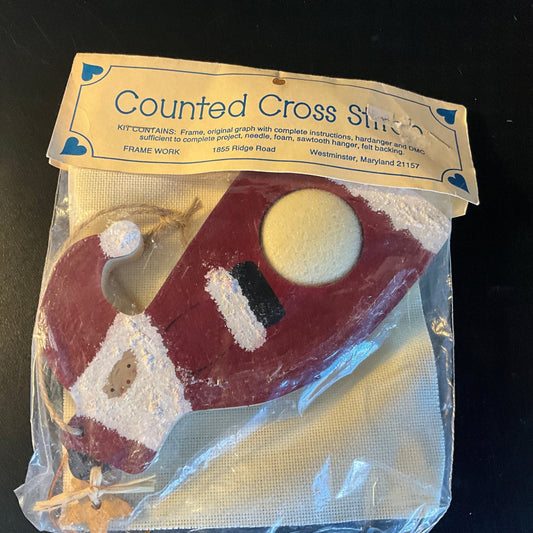 Counted Cross Stitch
KIT CONTAINS: Frame, original graph with complete instructions, hardanger and DMC
sufficient to complete project, needle, foam, sawtooth hanger, felt backing.
FRAME WORK 1855 Ridge Road Westminster, Maryland 21157